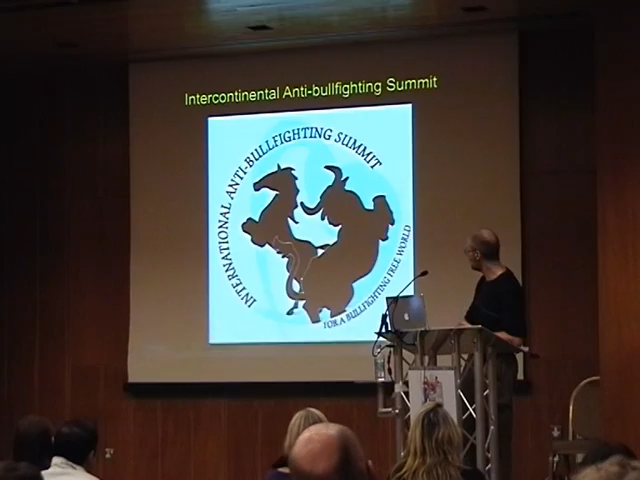 Intercontinental Anti-bullfighting Summit
INTERNATIONAL ANTI-BULLFIGHTING SUMMIT
FOR A BULLFIGHTING FREE WORLD